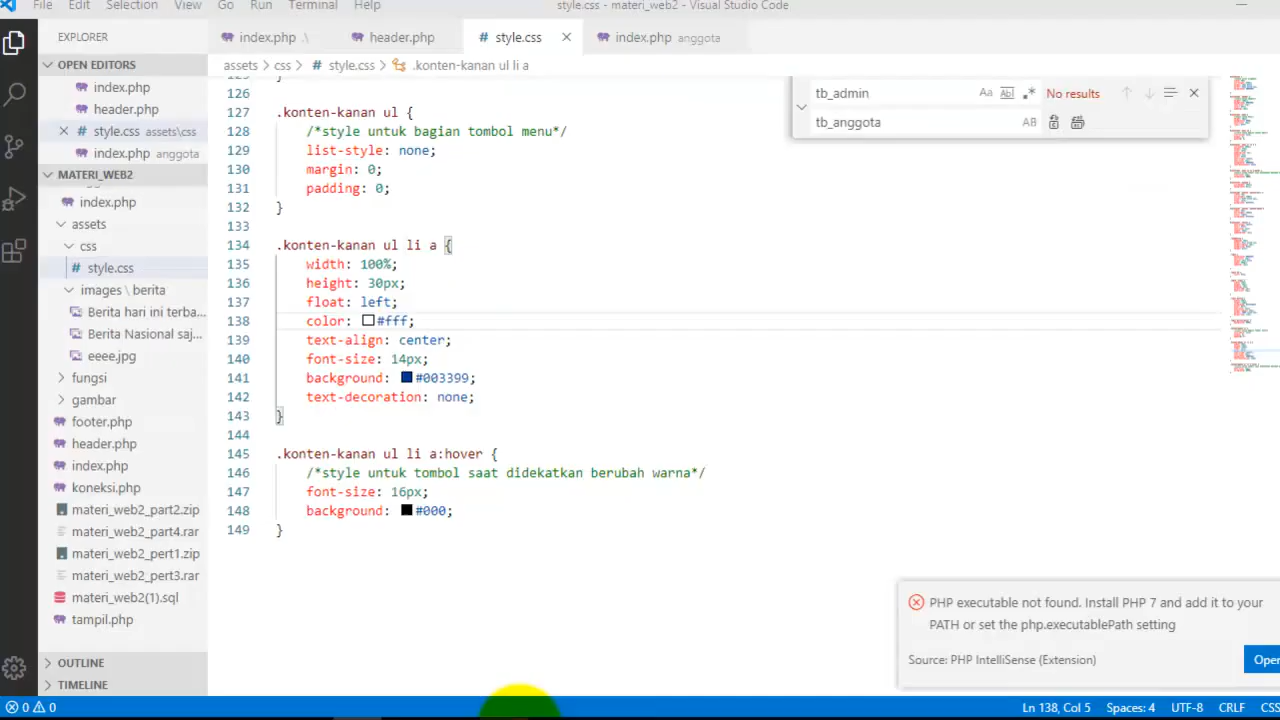 File Edit Selection View Go Run Terminal Help style.css - materi_web2 - Visual Studio Code
EXPLORER
OPEN EDITORS
index.php
header.php
style.css assets\css
index.php anggota
MATERI_WEB2
index.php
assets
css
# style.css
images \ berita
Berita hari ini terba...
Berita Nasional saj...
eeee.jpg
fungsi
gambar
footer.php
header.php
index.php
koneksi.php
materi_web2_part2.zip
materi_web2_part4.rar
materi_web2_pert1.zip
materi_web2_pert3.rar
materi_web2(1).sql
tampil.php
OUTLINE
TIMELINE
index.php .\ header.php # style.css index.php anggota
assets > css > # style.css > .konten-kanan ul li a
125 }
126
127 .konten-kanan ul {
128 /*style untuk bagian tombol menu*/
129 list-style: none;
130 margin: 0;
131 padding: 0;
132 }
133
134 .konten-kanan ul li a {
135 width: 100%;
136 height: 30px;
137 float: left;
138 color: #fff;
139 text-align: center;
140 font-size: 14px;
141 background: #003399;
142 text-decoration: none;
143 }
144
145 .konten-kanan ul li a:hover {
146 /*style untuk tombol saat didekatkan berubah warna*/
147 font-size: 16px;
148 background: #000;
149 }
tb_admin Aa Abl .* No results
tb_anggota AB
PHP executable not found. Install PHP 7 and add it to your
PATH or set the php.executablePath setting
Source: PHP IntelliSense (Extension) Open
0 0 Ln 138, Col 5 Spaces: 4 UTF-8 CRLF CSS